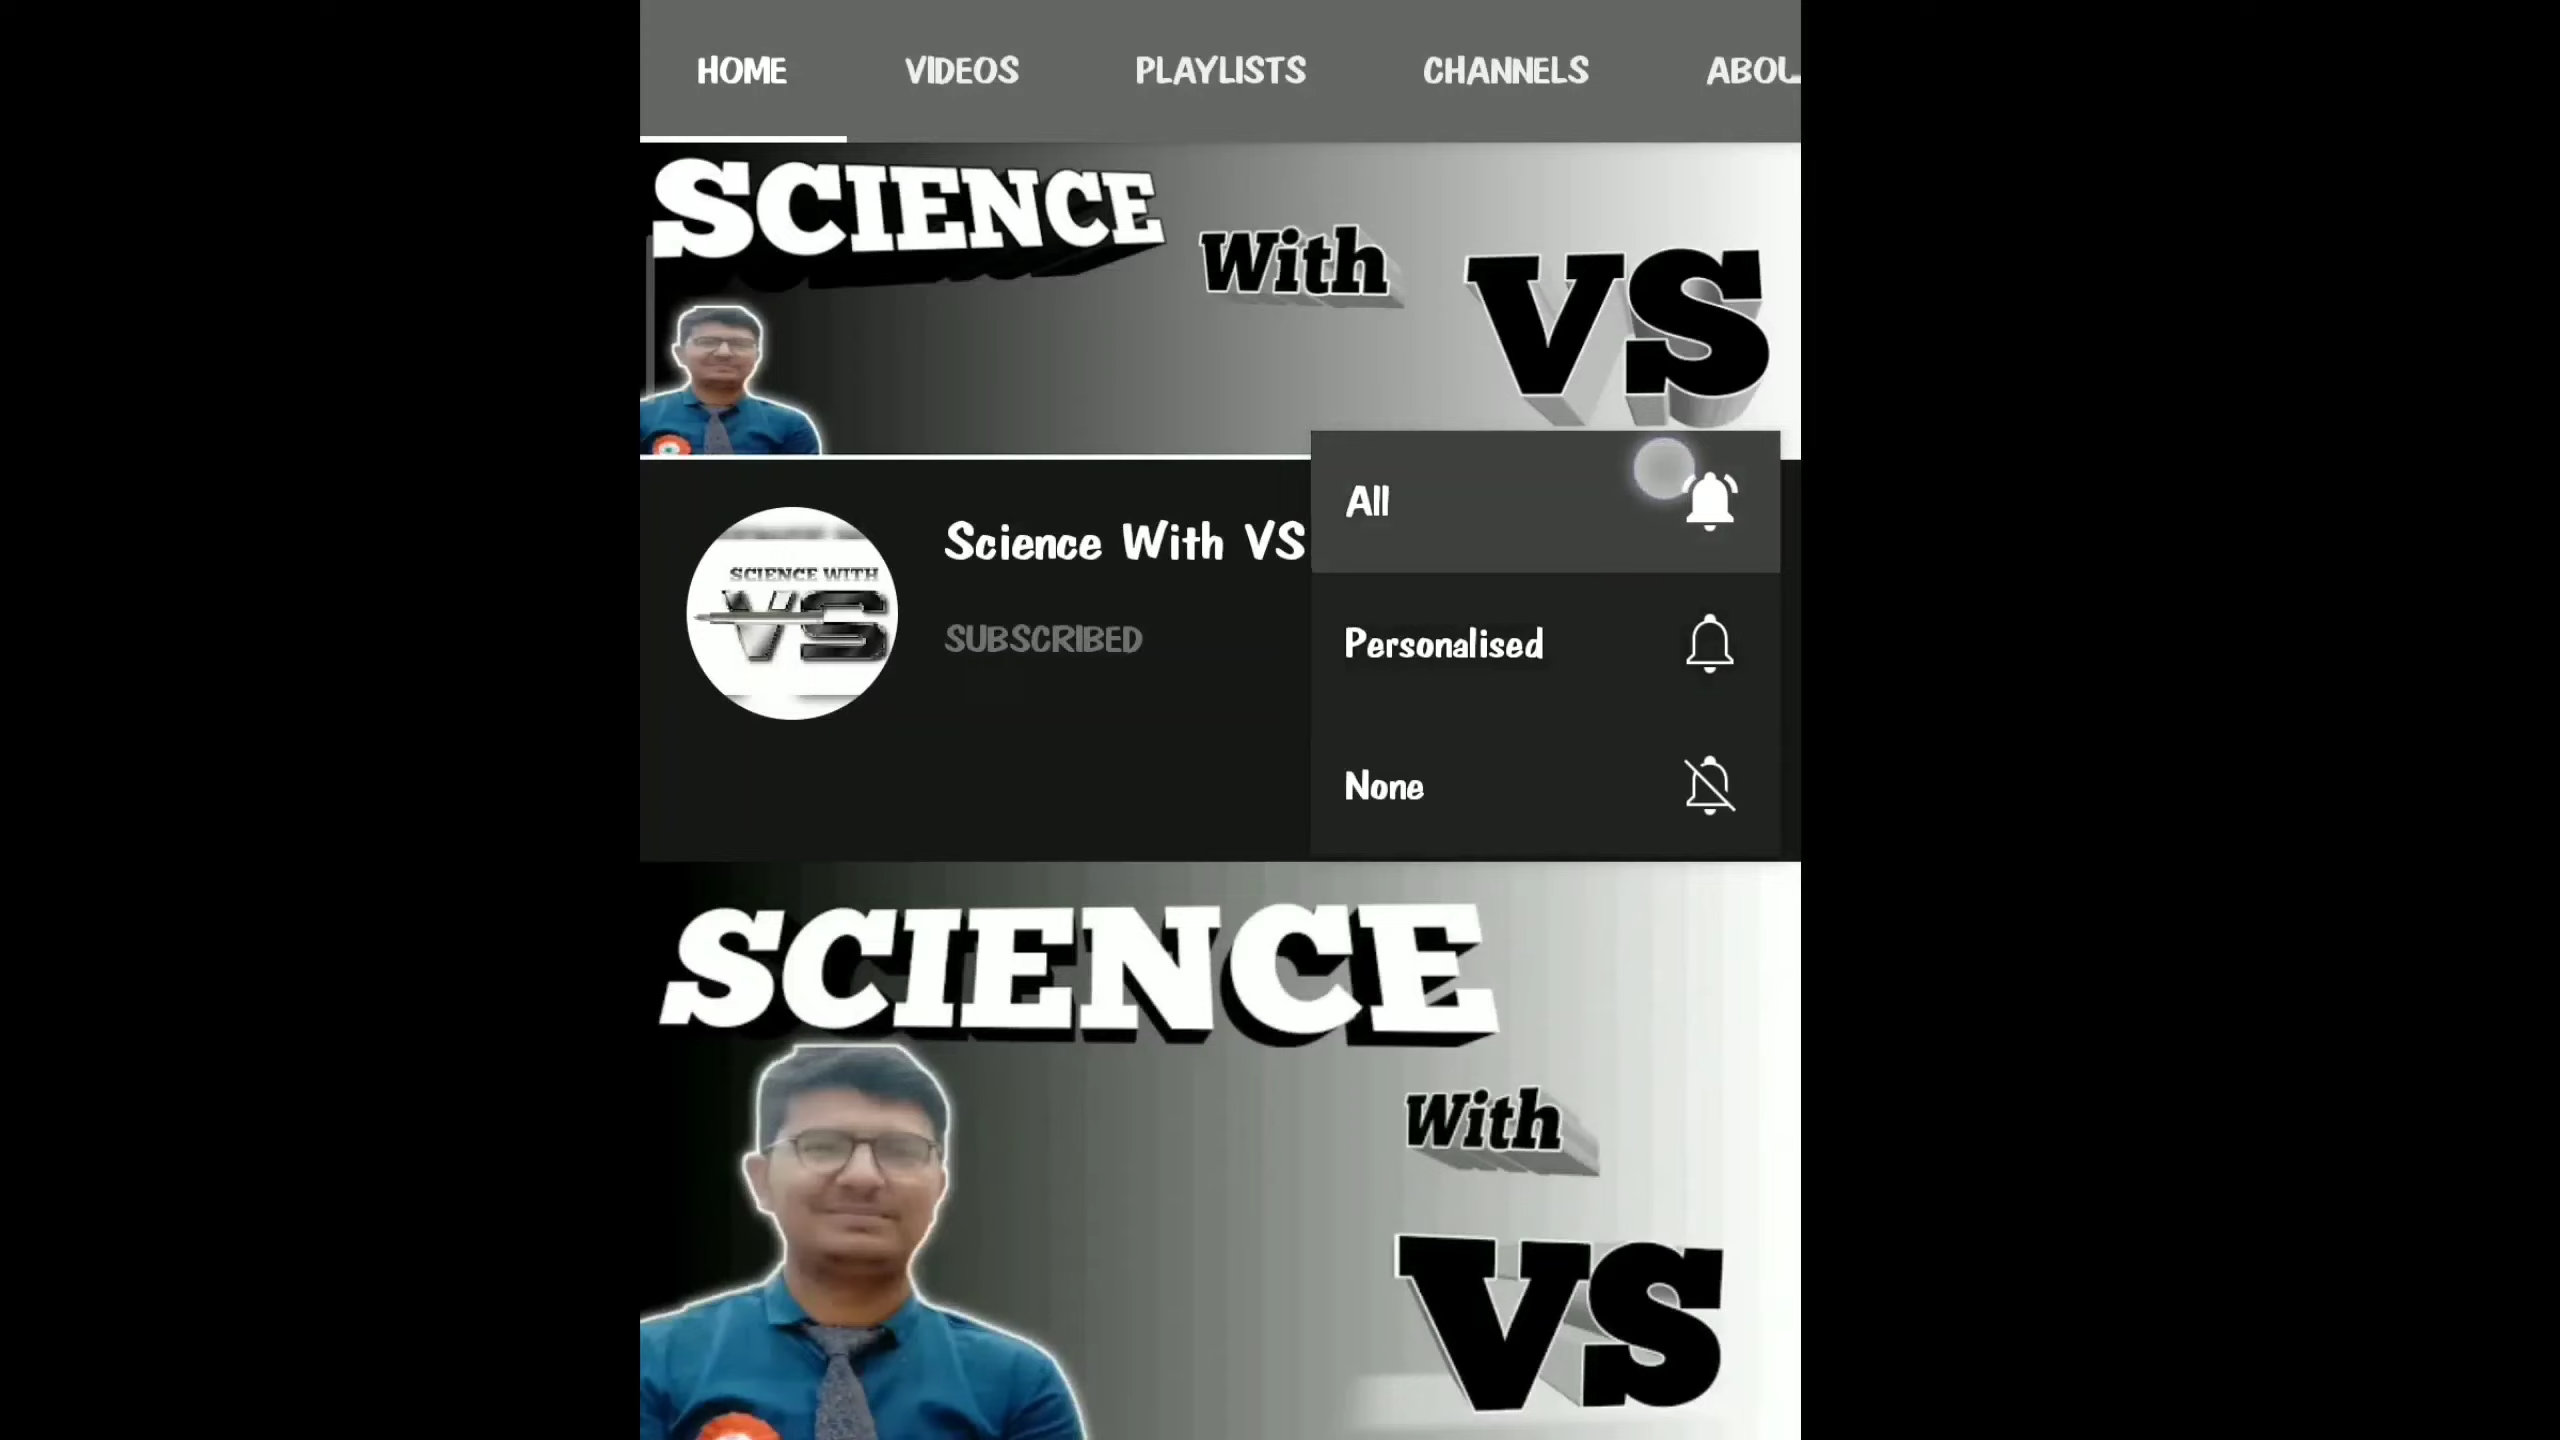 HOME VIDEOS PLAYLISTS CHANNELS ABOU
SCIENCE
With
VS
All
Science With VS
SCIENCE WITH
VS
SUBSCRIBED
Personalised
None
SCIENCE
With
VS